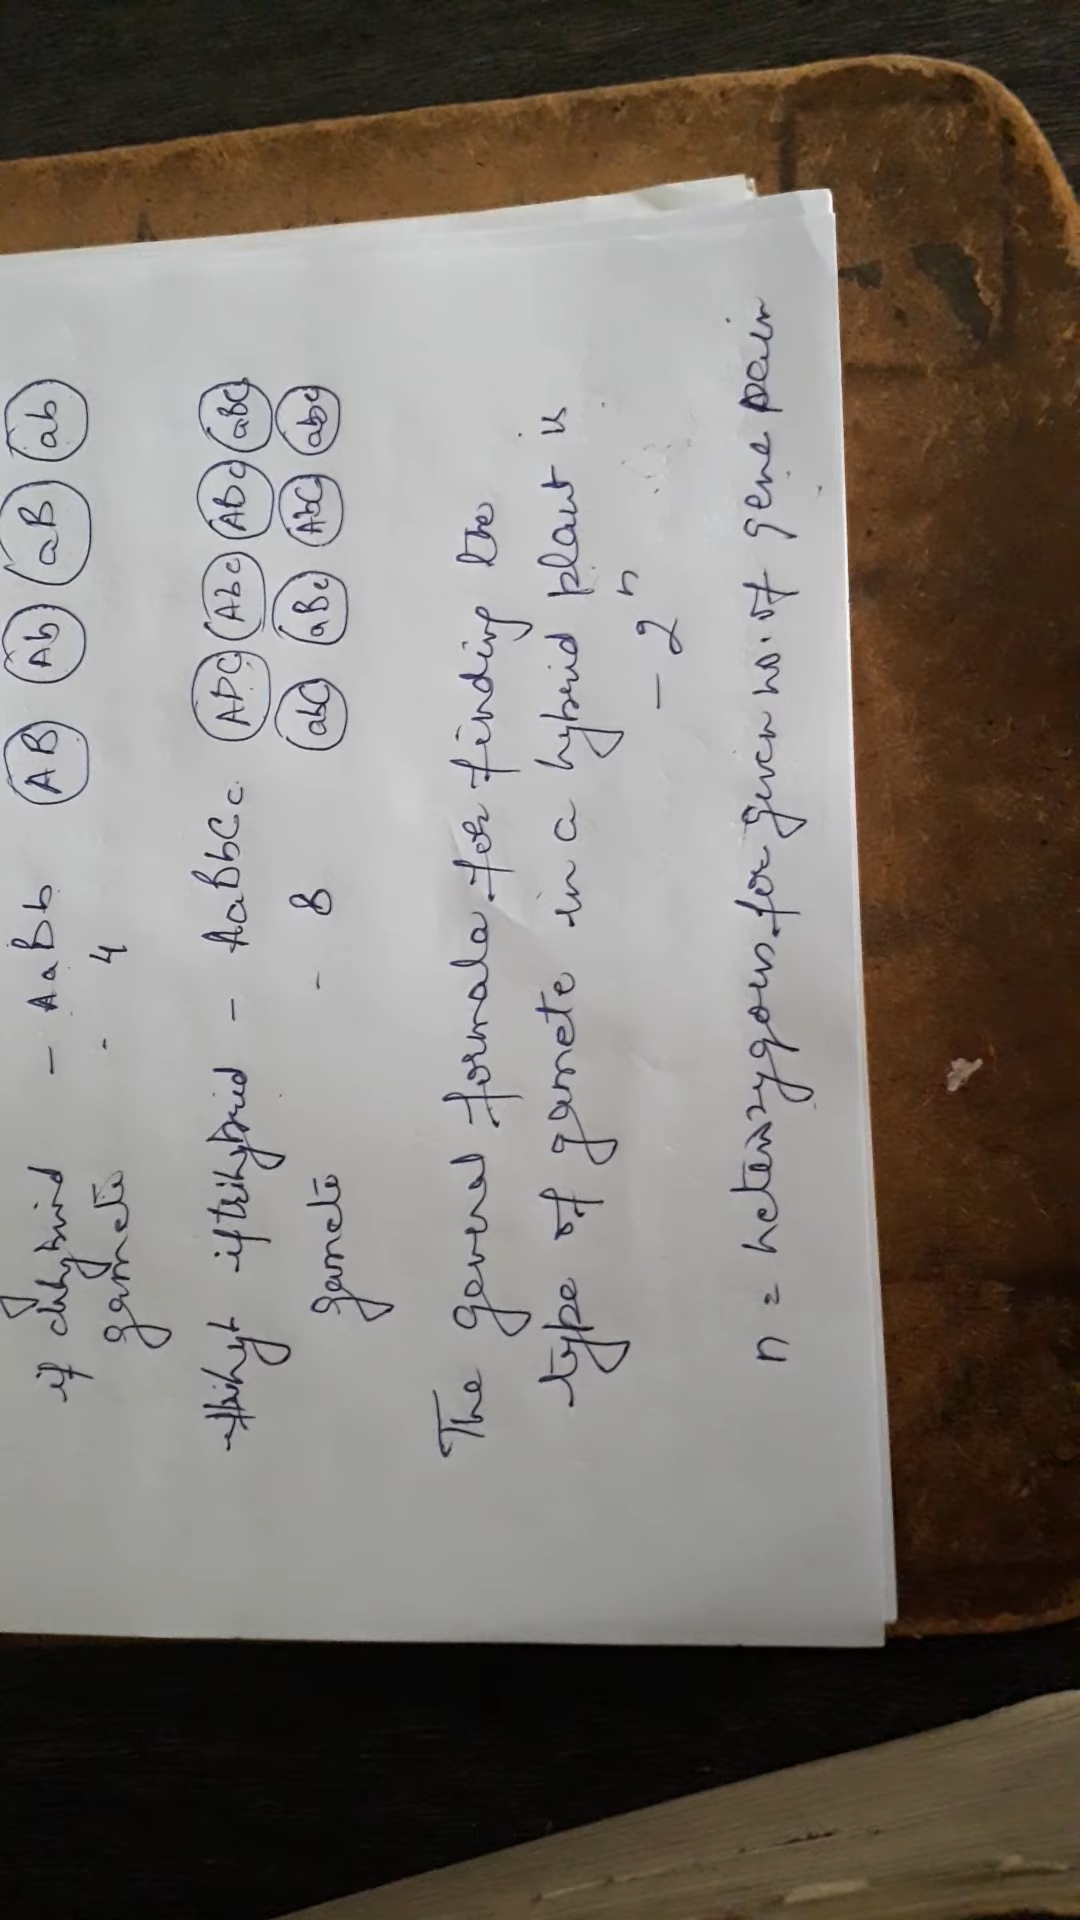 if dihybrid - AaBb (AB) (Ab) (aB) (ab)
gamete - 4
if trihybrid - AaBbCc (ABC) (Abc) (ABc) (aBC)
gamete - 8 (abC) (aBc) (AbC) (abc)
The general formala for finding the
type of gamete in a hybrid plant is
- 2ⁿ
n = heterozygous for given no. of gene pair